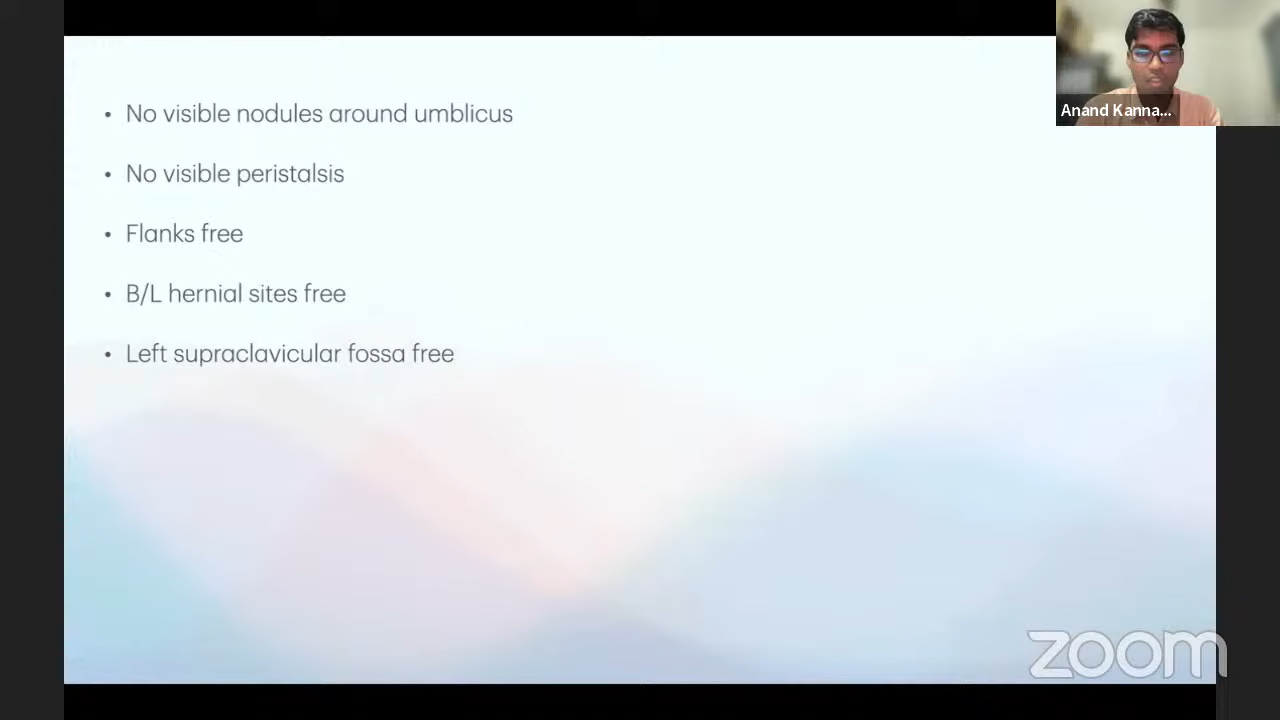 • No visible nodules around umblicus
• No visible peristalsis
• Flanks free
• B/L hernial sites free
• Left supraclavicular fossa free
Anand Kanna...
zoom